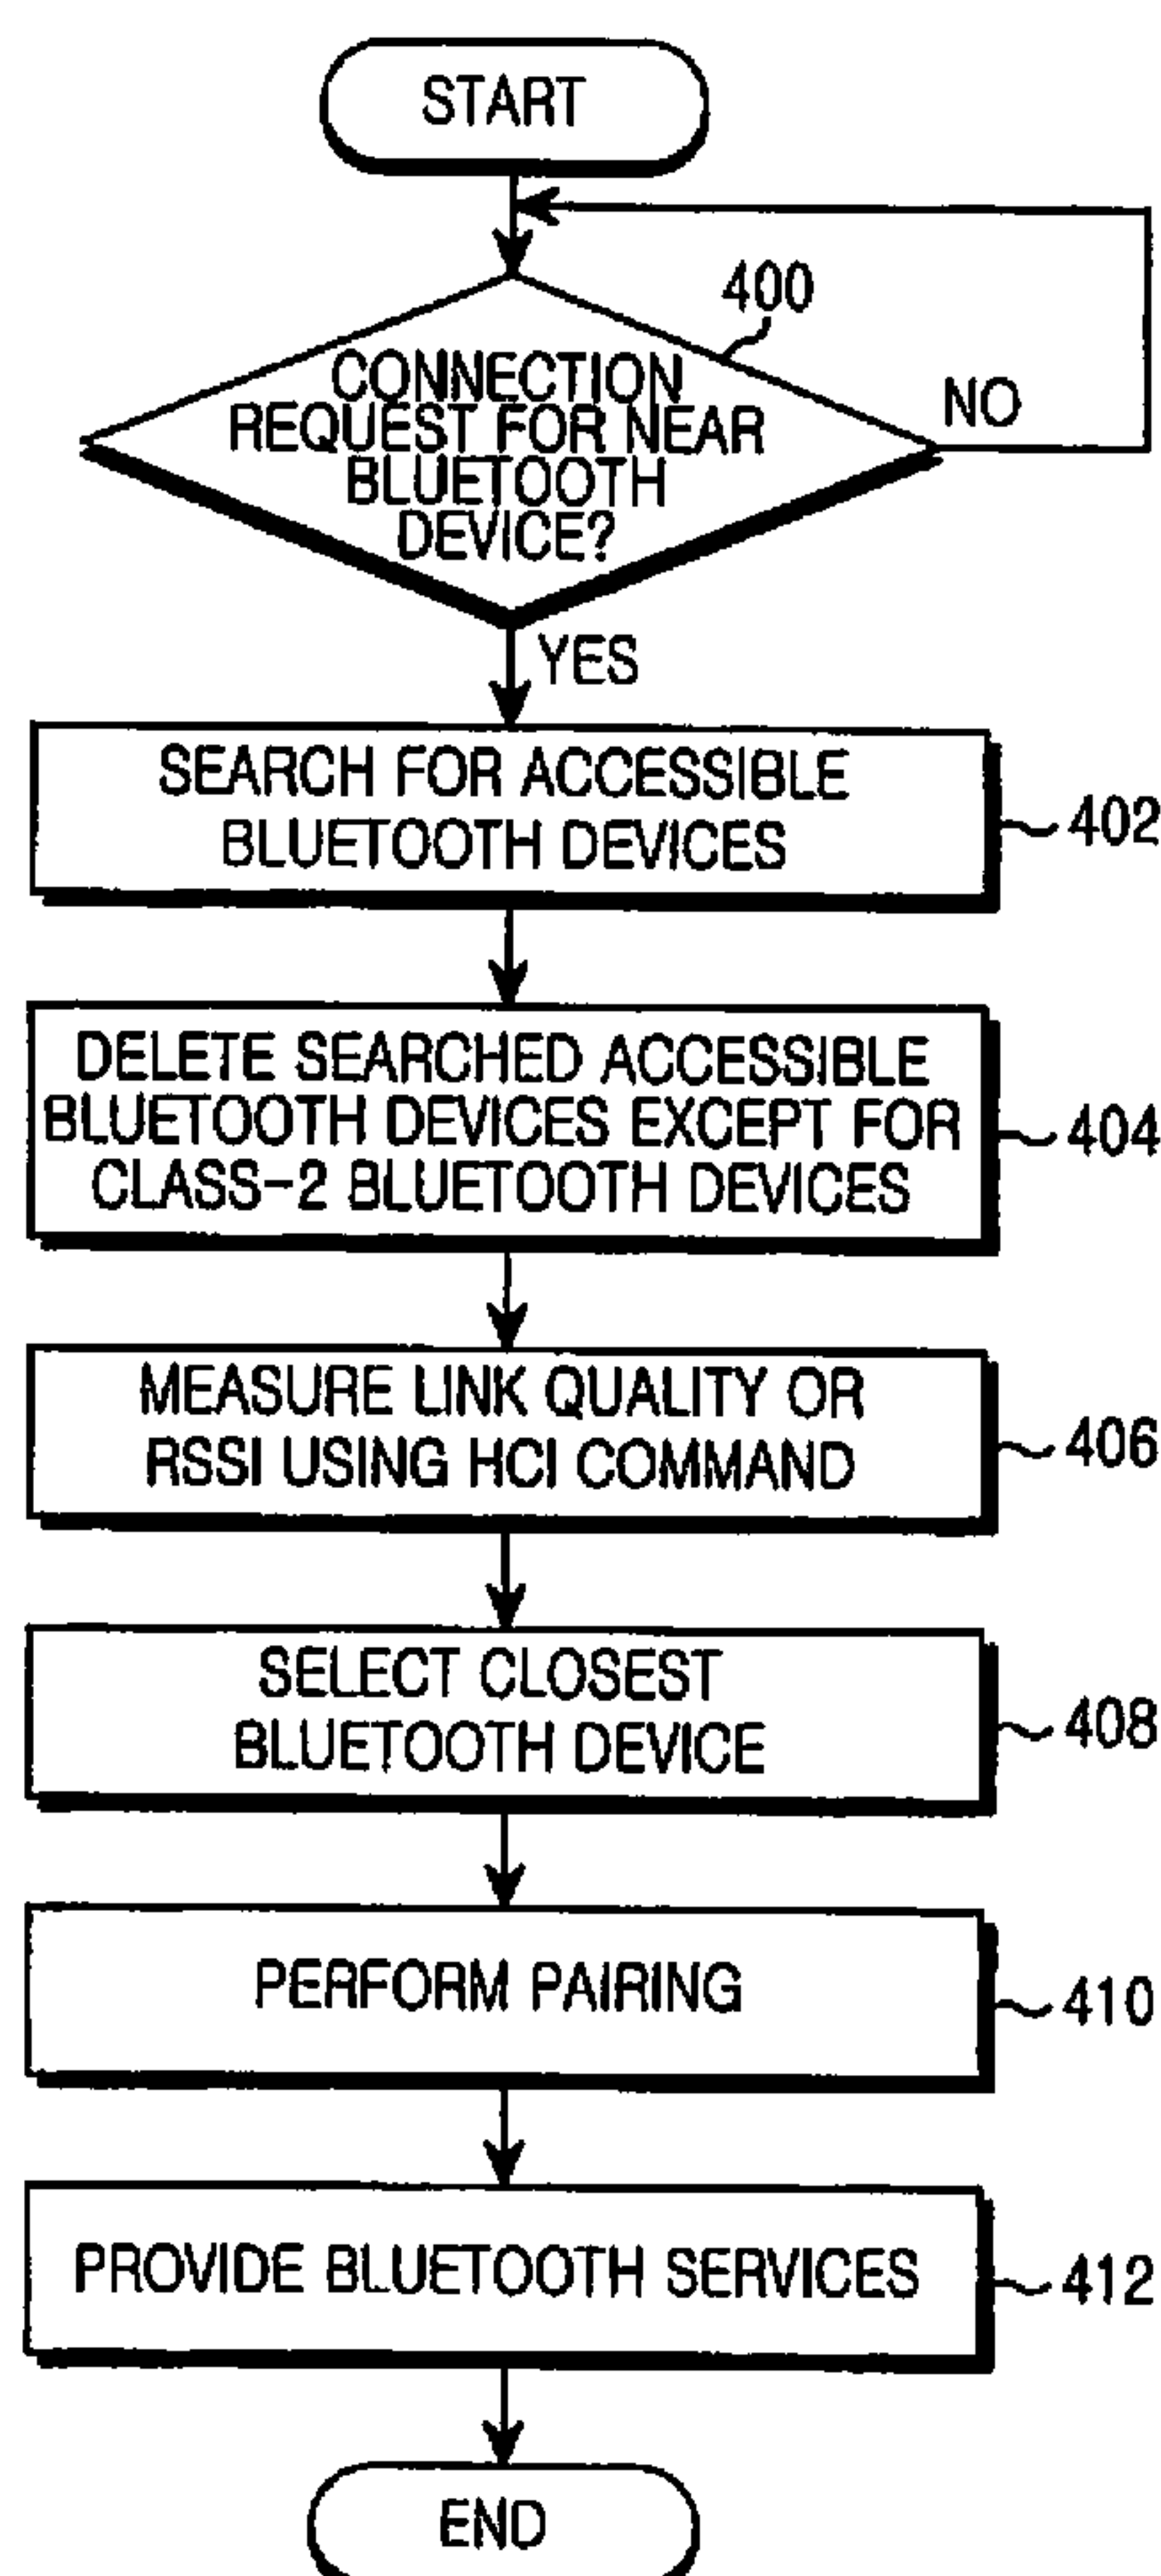 START
400
CONNECTION
REQUEST FOR NEAR
BLUETOOTH
DEVICE?
NO
YES
SEARCH FOR ACCESSIBLE
BLUETOOTH DEVICES
402
DELETE SEARCHED ACCESSIBLE
BLUETOOTH DEVICES EXCEPT FOR
CLASS-2 BLUETOOTH DEVICES
404
MEASURE LINK QUALITY OR
RSSI USING HCI COMMAND
406
SELECT CLOSEST
BLUETOOTH DEVICE
408
PERFORM PAIRING
410
PROVIDE BLUETOOTH SERVICES
412
END